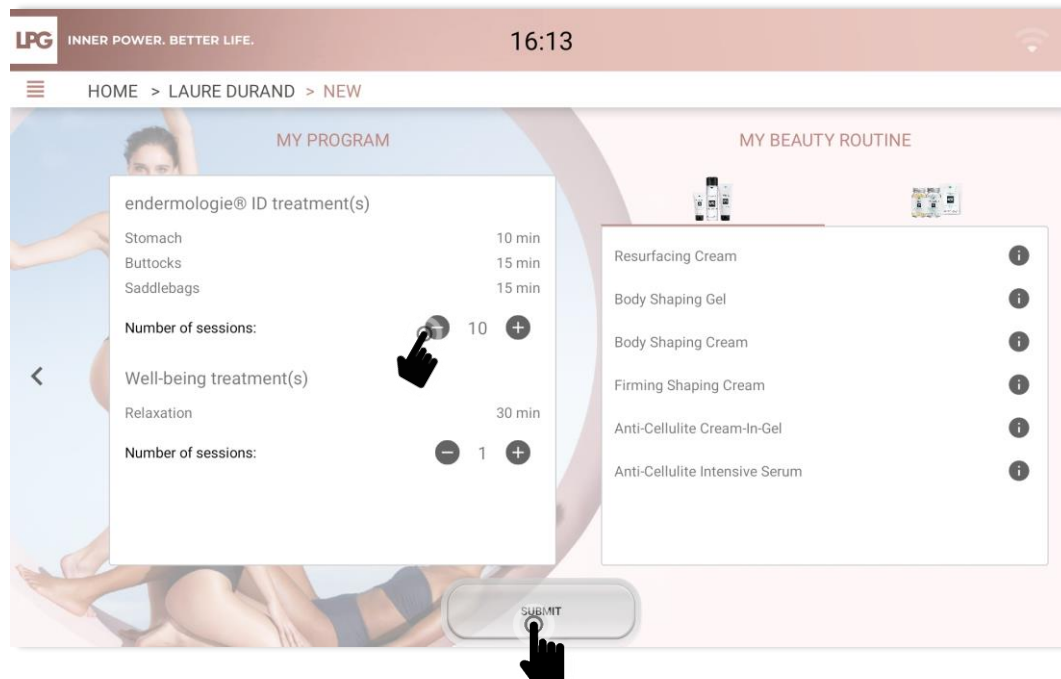 LPG INNER POWER. BETTER LIFE. 16:13
HOME > LAURE DURAND > NEW
MY PROGRAM
endermologie® ID treatment(s)
Stomach 10 min
Buttocks 15 min
Saddlebags 15 min
Number of sessions: − 10 +
Well-being treatment(s)
Relaxation 30 min
Number of sessions: − 1 +
MY BEAUTY ROUTINE
Resurfacing Cream i
Body Shaping Gel i
Body Shaping Cream i
Firming Shaping Cream i
Anti-Cellulite Cream-In-Gel i
Anti-Cellulite Intensive Serum i
SUBMIT